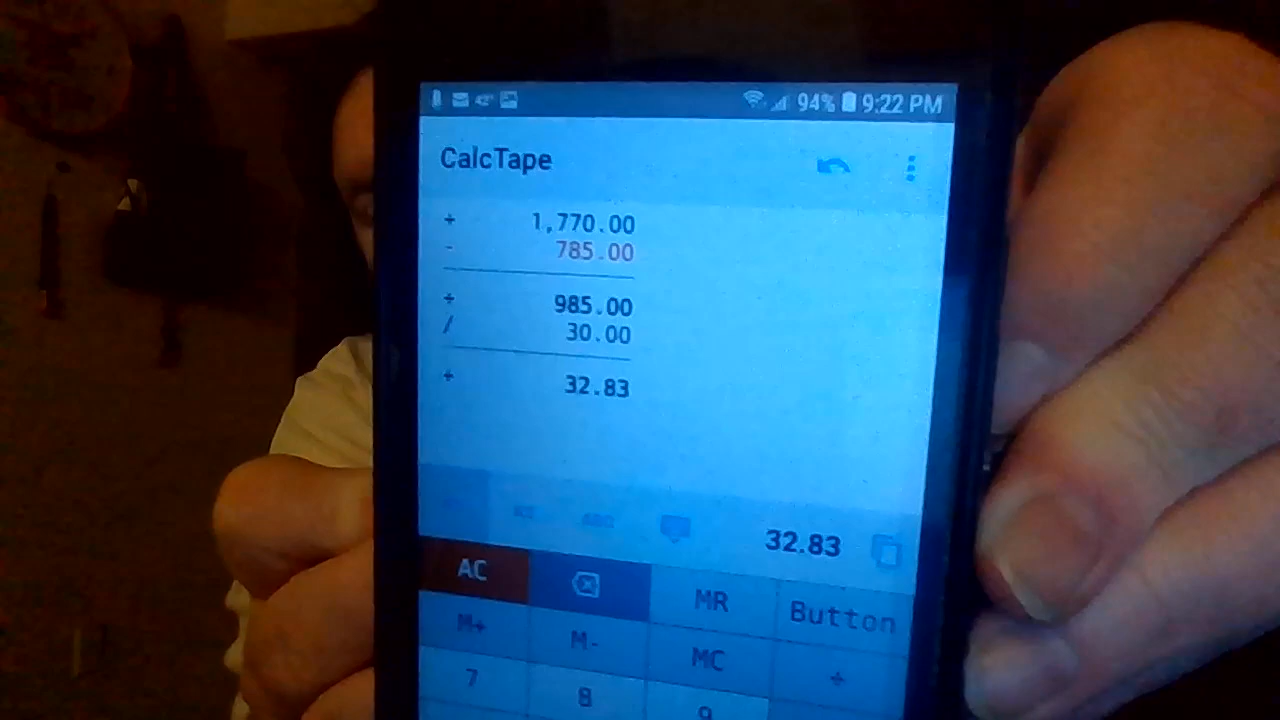 94% 9:22 PM
CalcTape
+ 1,770.00
- 785.00
+ 985.00
/ 30.00
+ 32.83
32.83
AC MR Button
M+ M- MC ÷
7 8 9